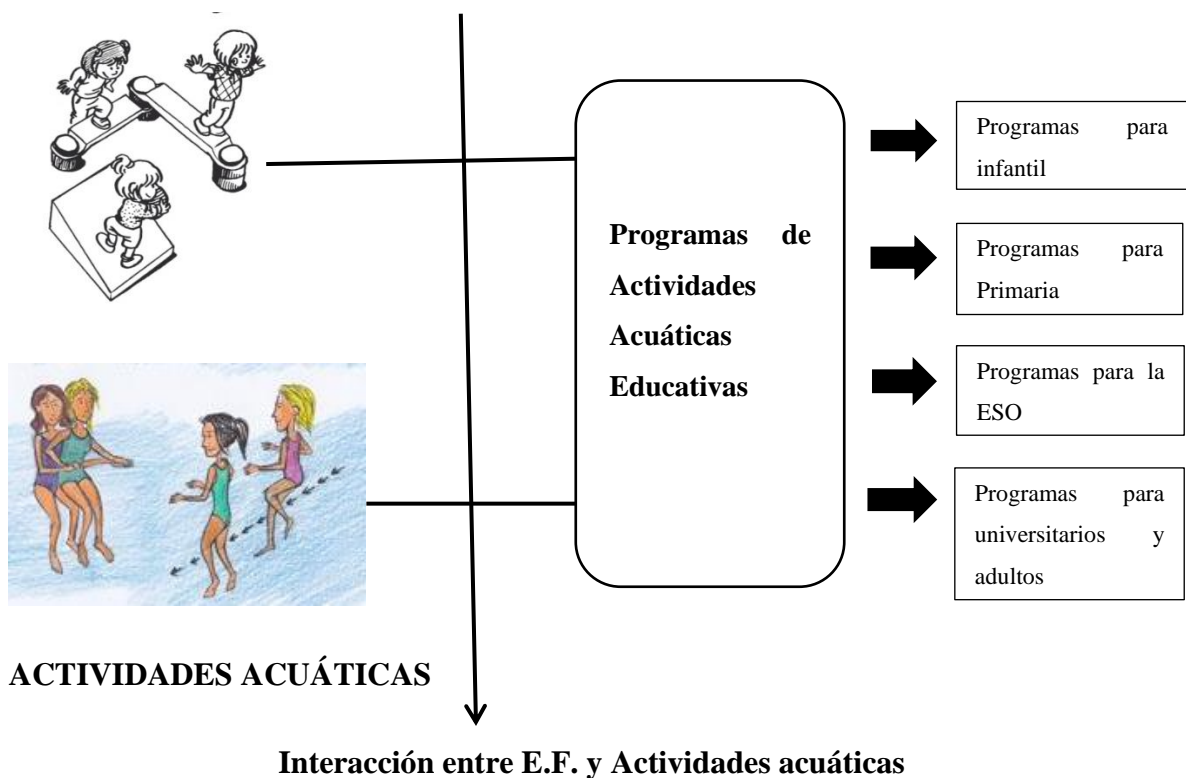 Programas de
Actividades
Acuáticas
Educativas
Programas para
infantil
Programas para
Primaria
Programas para la
ESO
Programas para
universitarios y
adultos
ACTIVIDADES ACUÁTICAS
Interacción entre E.F. y Actividades acuáticas